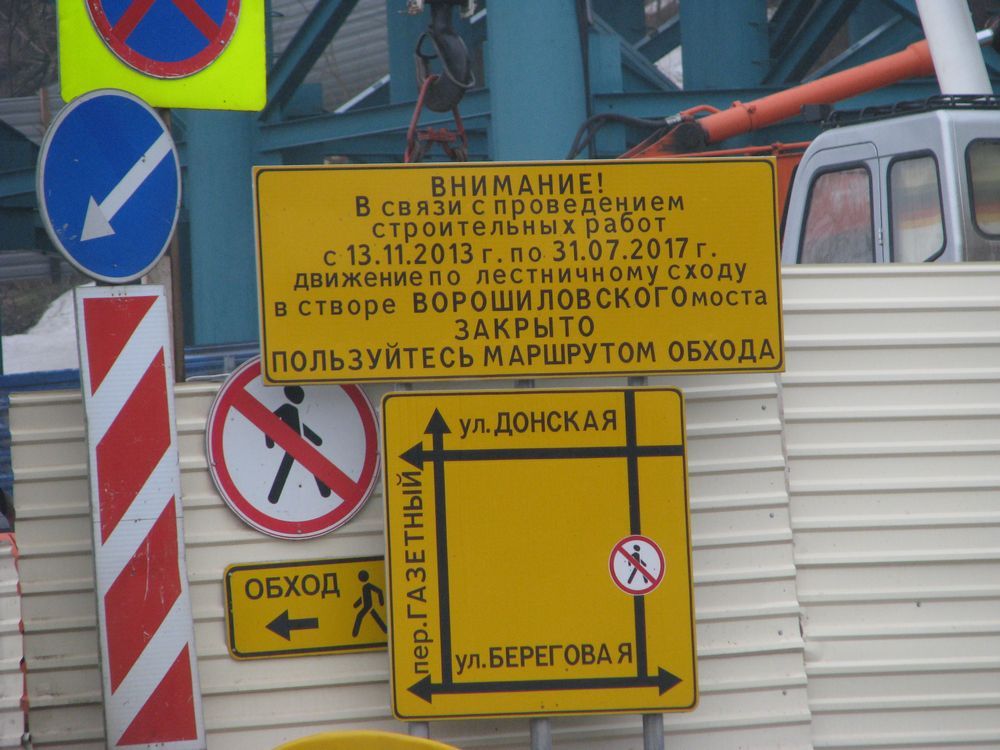 ВНИМАНИЕ!
В связи с проведением
строительных работ
с 13.11.2013 г. по 31.07.2017 г.
движение по лестничному сходу
в створе ВОРОШИЛОВСКОГО моста
ЗАКРЫТО
ПОЛЬЗУЙТЕСЬ МАРШРУТОМ ОБХОДА
ул. ДОНСКАЯ
пер. ГАЗЕТНЫЙ
ул. БЕРЕГОВАЯ
ОБХОД